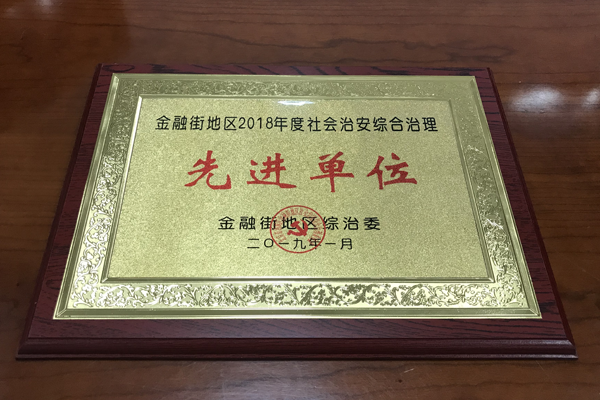 金融街地区2018年度社会治安综合治理
先进单位
金融街地区综治委
二〇一九年一月